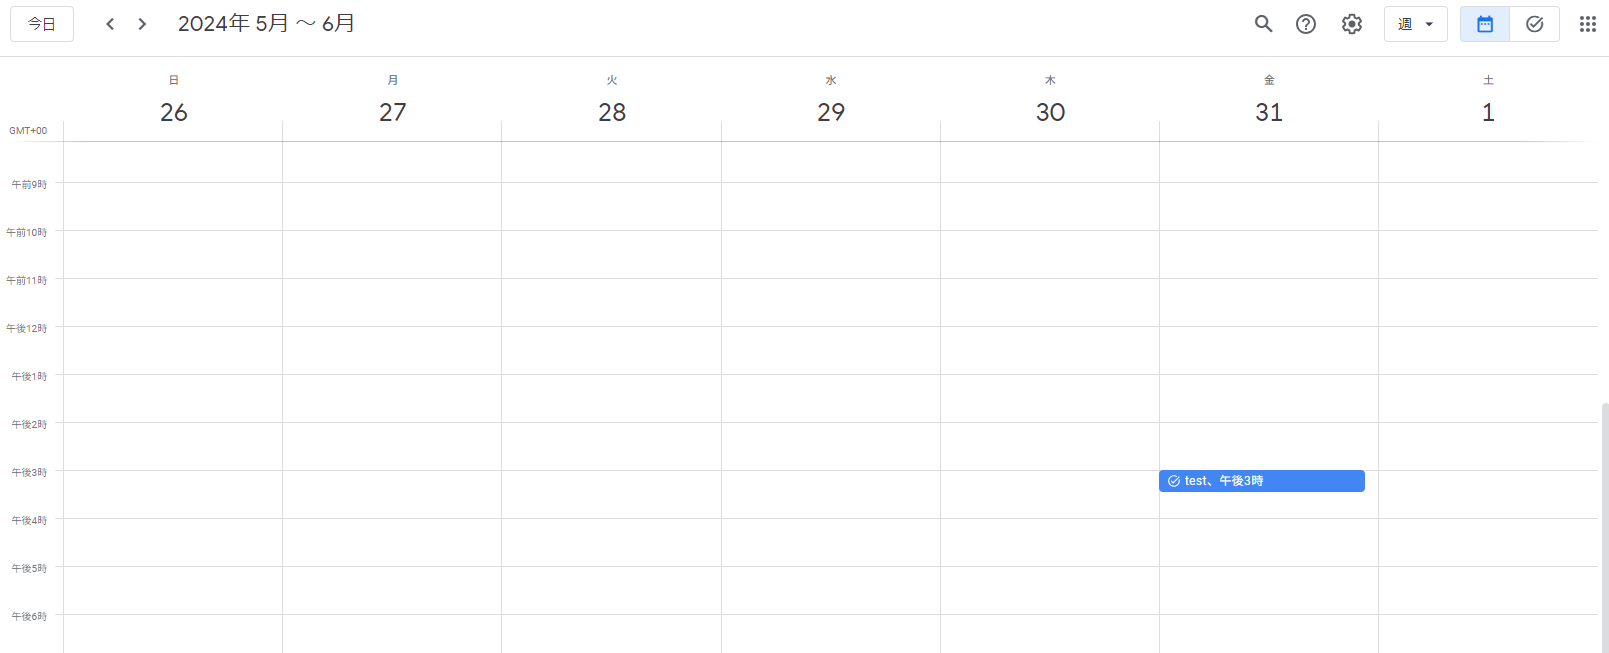 今日 2024年 5月 ～ 6月 週
日 月 火 水 木 金 土
26 27 28 29 30 31 1
GMT+00
午前9時
午前10時
午前11時
午後12時
午後1時
午後2時
午後3時
test、午後3時
午後4時
午後5時
午後6時